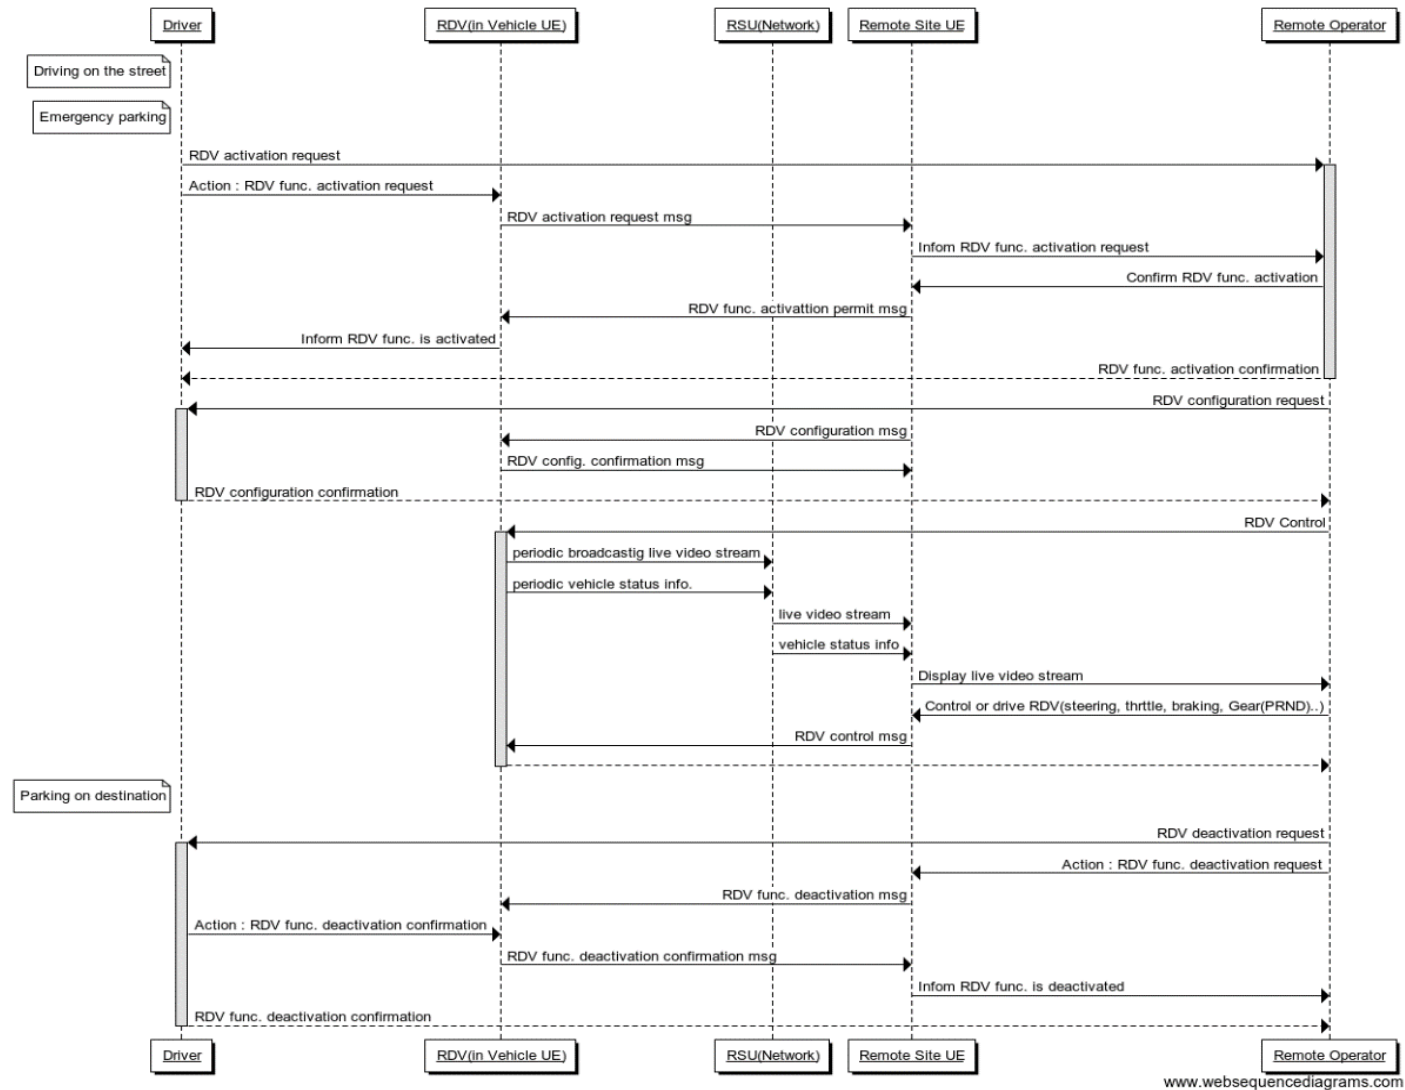 Driver
RDV(in Vehicle UE)
RSU(Network)
Remote Site UE
Remote Operator
Driving on the street
Emergency parking
RDV activation request
Action : RDV func. activation request
RDV activation request msg
Infom RDV func. activation request
Confirm RDV func. activation
RDV func. activattion permit msg
Inform RDV func. is activated
RDV func. activation confirmation
RDV configuration request
RDV configuration msg
RDV config. confirmation msg
RDV configuration confirmation
RDV Control
periodic broadcastig live video stream
periodic vehicle status info.
live video stream
vehicle status info
Display live video stream
Control or drive RDV(steering, thrttle, braking, Gear(PRND)..)
RDV control msg
Parking on destination
RDV deactivation request
Action : RDV func. deactivation request
RDV func. deactivation msg
Action : RDV func. deactivation confirmation
RDV func. deactivation confirmation msg
Infom RDV func. is deactivated
RDV func. deactivation confirmation
Driver
RDV(in Vehicle UE)
RSU(Network)
Remote Site UE
Remote Operator
www.websequencediagrams.com